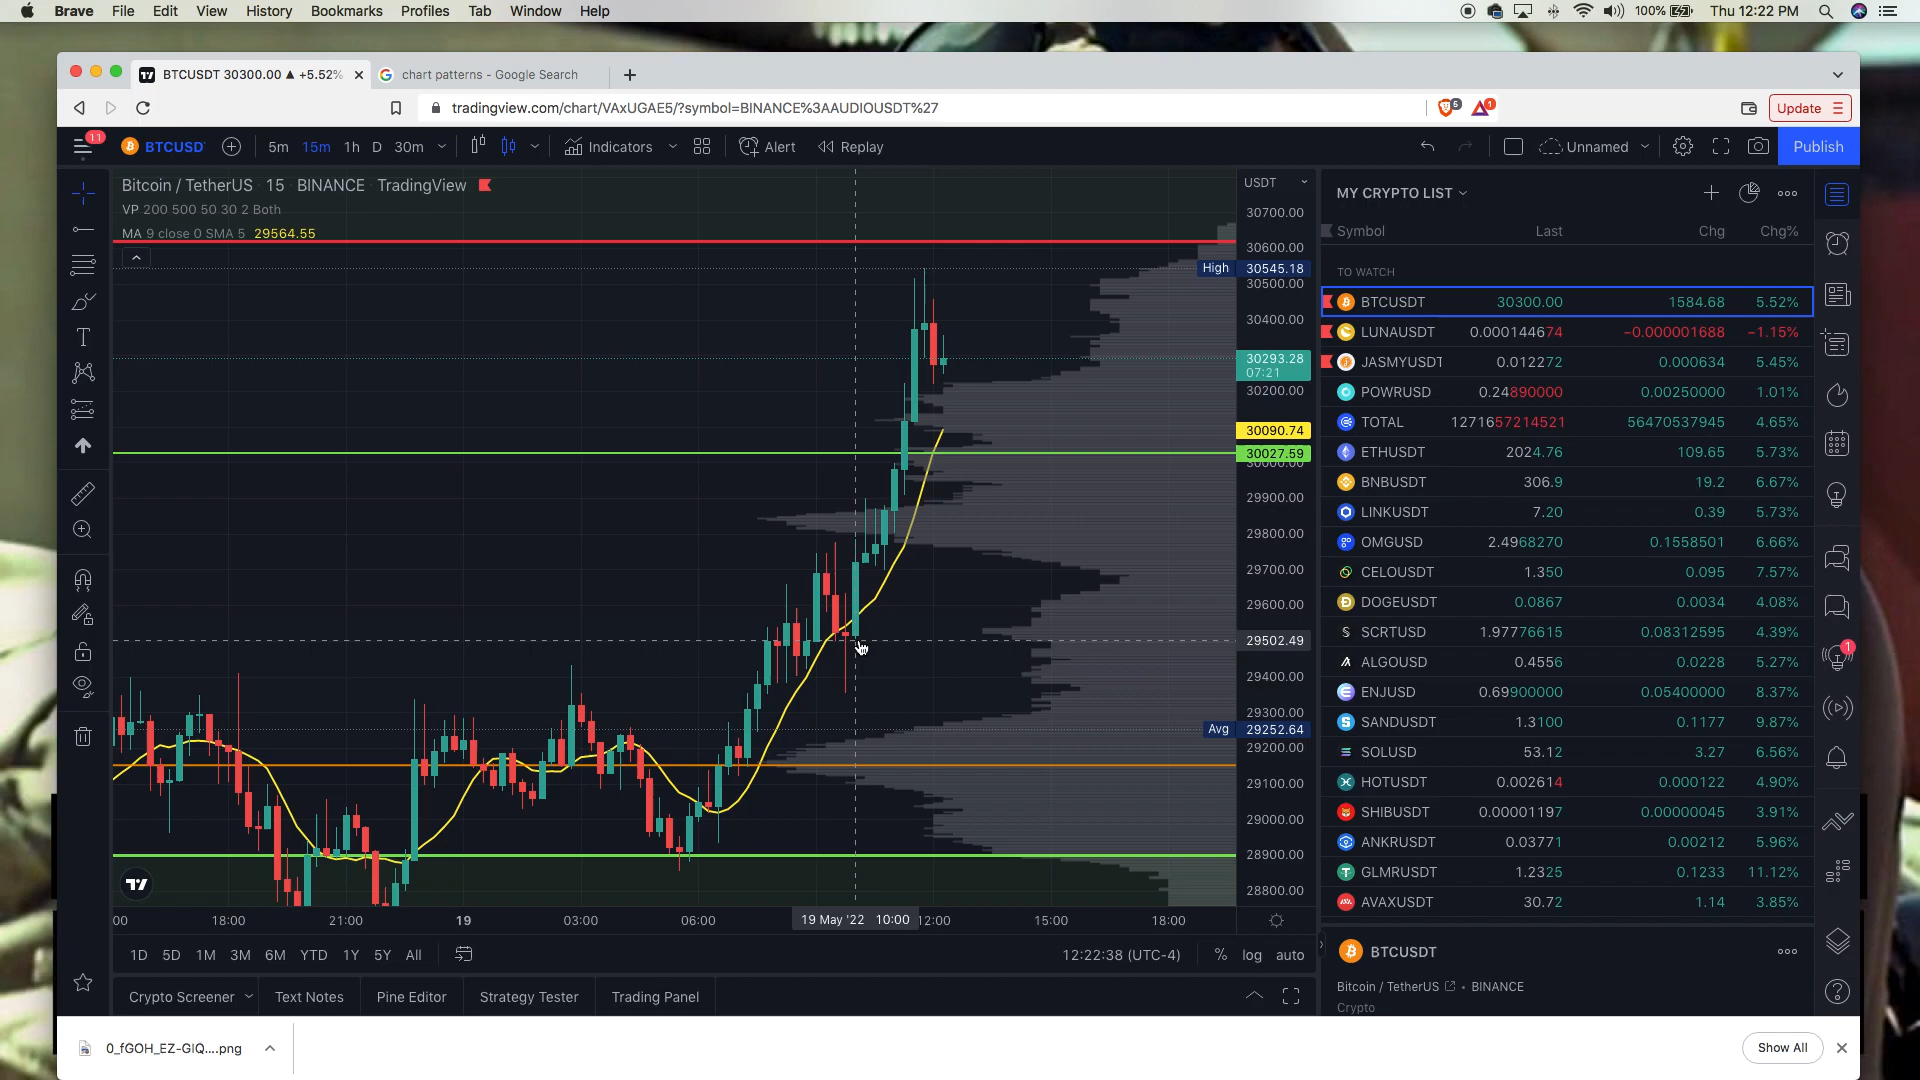 Brave File Edit View History Bookmarks Profiles Tab Window Help 100% Thu 12:22 PM
BTCUSDT 30300.00 ▲ +5.52% chart patterns - Google Search
tradingview.com/chart/VAxUGAE5/?symbol=BINANCE%3AAUDIOUSDT%27 5 1 Update
11 BTCUSD 5m 15m 1h D 30m Indicators Alert Replay Unnamed Publish
Bitcoin / TetherUS 15 BINANCE TradingView
VP 200 500 50 30 2 Both
MA 9 close 0 SMA 5 29564.55
USDT
30700.00
30600.00
High 30545.18
30500.00
30400.00
30293.28
07:21
30200.00
30090.74
30027.59
30000.00
29900.00
29800.00
29700.00
29600.00
29502.49
29400.00
29300.00
Avg 29252.64
29200.00
29100.00
29000.00
28900.00
28800.00
00 18:00 21:00 19 03:00 06:00 19 May '22 10:00 12:00 15:00 18:00
1D 5D 1M 3M 6M YTD 1Y 5Y All 12:22:38 (UTC-4) % log auto
Crypto Screener Text Notes Pine Editor Strategy Tester Trading Panel
MY CRYPTO LIST
Symbol Last Chg Chg%
TO WATCH
BTCUSDT 30300.00 1584.68 5.52%
LUNAUSDT 0.000144674 −0.000001688 −1.15%
JASMYUSDT 0.012272 0.000634 5.45%
POWRUSD 0.24890000 0.00250000 1.01%
TOTAL 1271657214521 56470537945 4.65%
ETHUSDT 2024.76 109.65 5.73%
BNBUSDT 306.9 19.2 6.67%
LINKUSDT 7.20 0.39 5.73%
OMGUSD 2.4968270 0.1558501 6.66%
CELOUSDT 1.350 0.095 7.57%
DOGEUSDT 0.0867 0.0034 4.08%
SCRTUSD 1.97776615 0.08312595 4.39%
ALGOUSD 0.4556 0.0228 5.27%
ENJUSD 0.69900000 0.05400000 8.37%
SANDUSDT 1.3100 0.1177 9.87%
SOLUSD 53.12 3.27 6.56%
HOTUSDT 0.002614 0.000122 4.90%
SHIBUSDT 0.00001197 0.00000045 3.91%
ANKRUSDT 0.03771 0.00212 5.96%
GLMRUSDT 1.2325 0.1233 11.12%
AVAXUSDT 30.72 1.14 3.85%
1
BTCUSDT
Bitcoin / TetherUS • BINANCE
Crypto
0_fGOH_EZ-GIQ....png Show All